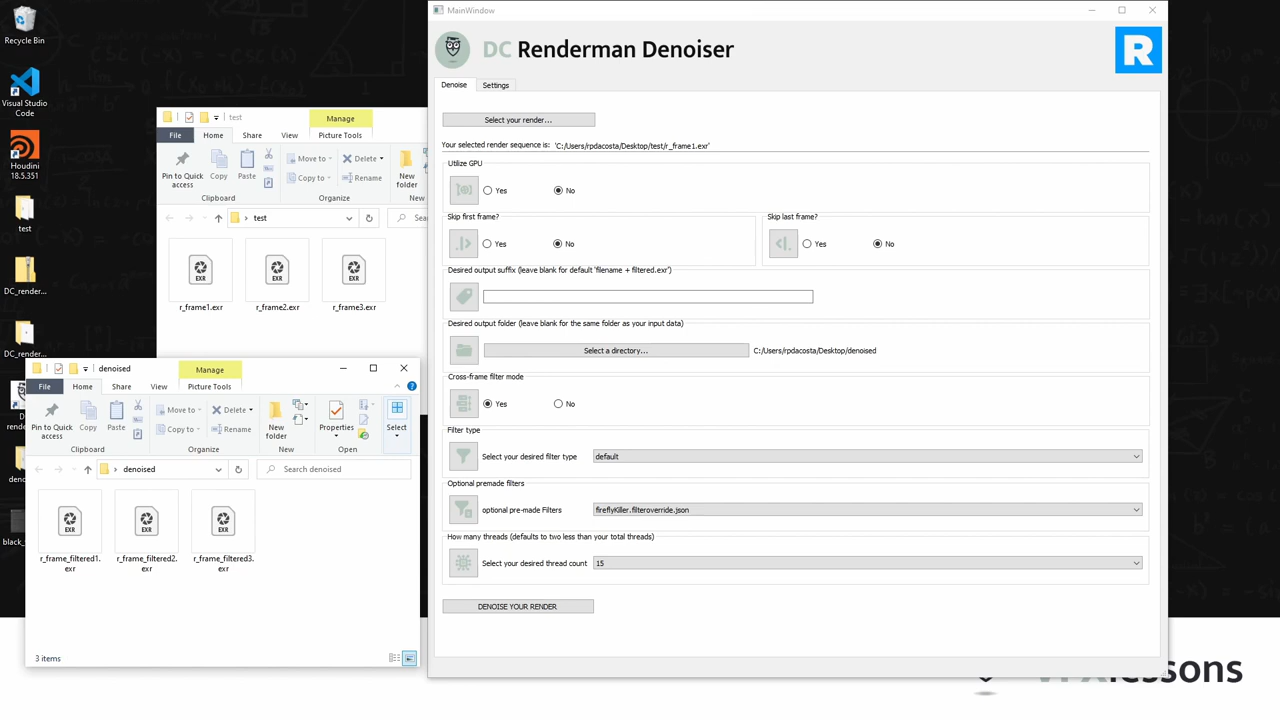 Recycle Bin
Visual Studio
Code
Houdini
18.5.351
test
DC_render...
DC_render...
test
Manage
File
Home
Share
View
Picture Tools
Pin to Quick
access
Copy
Paste
Move to
Copy to
Delete
Rename
New
folder
Clipboard
Organize
New
test
r_frame1.exr
r_frame2.exr
r_frame3.exr
denoised
Manage
File
Home
Share
View
Picture Tools
Pin to Quick
access
Copy
Paste
Move to
Copy to
Delete
Rename
New
folder
Properties
Select
Clipboard
Organize
New
Open
denoised
Search denoised
EXR
EXR
EXR
r_frame_filtered1.
exr
r_frame_filtered2.
exr
r_frame_filtered3.
exr
3 items
MainWindow
DC Renderman Denoiser
R
Denoise
Settings
Select your render...
Your selected render sequence is: 'C:/Users/rpdacosta/Desktop/test/r_frame1.exr'
Utilize GPU
Yes
No
Skip first frame?
Yes
No
Skip last frame?
Yes
No
Desired output suffix (leave blank for default 'filename + filtered.exr')
Desired output folder (leave blank for the same folder as your input data)
Select a directory...
C:/Users/rpdacosta/Desktop/denoised
Cross-frame filter mode
Yes
No
Filter type
Select your desired filter type
default
Optional premade filters
optional pre-made Filters
fireflyKiller.filteroverride.json
How many threads (defaults to two less than your total threads)
Select your desired thread count
15
DENOISE YOUR RENDER
lessons